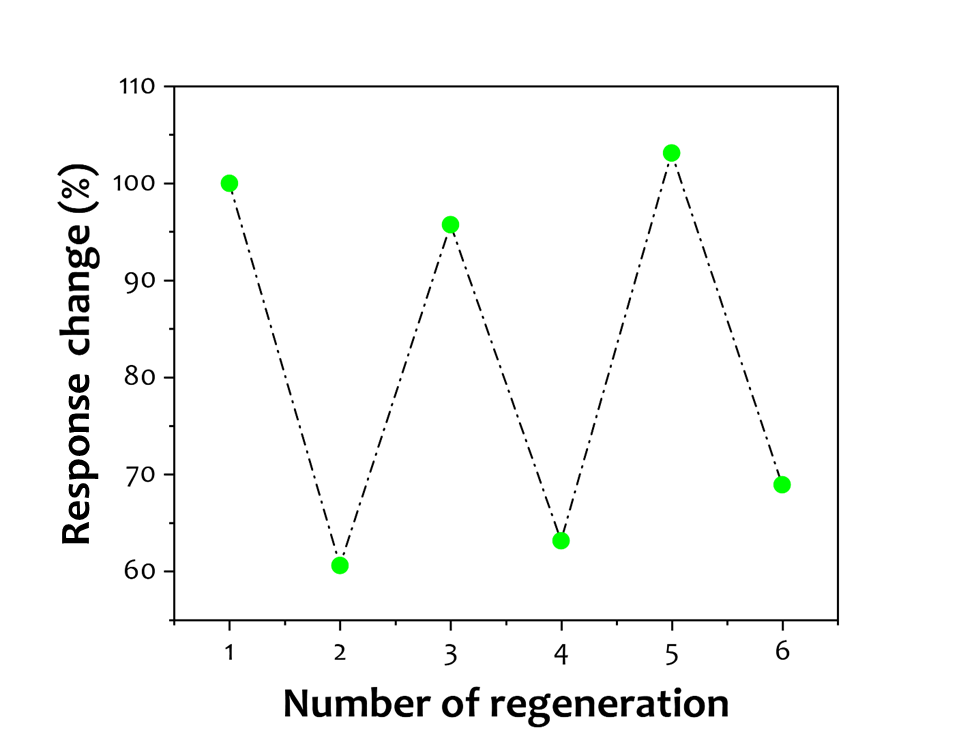 110
100
90
80
70
60
Response change (%)
1 2 3 4 5 6
Number of regeneration